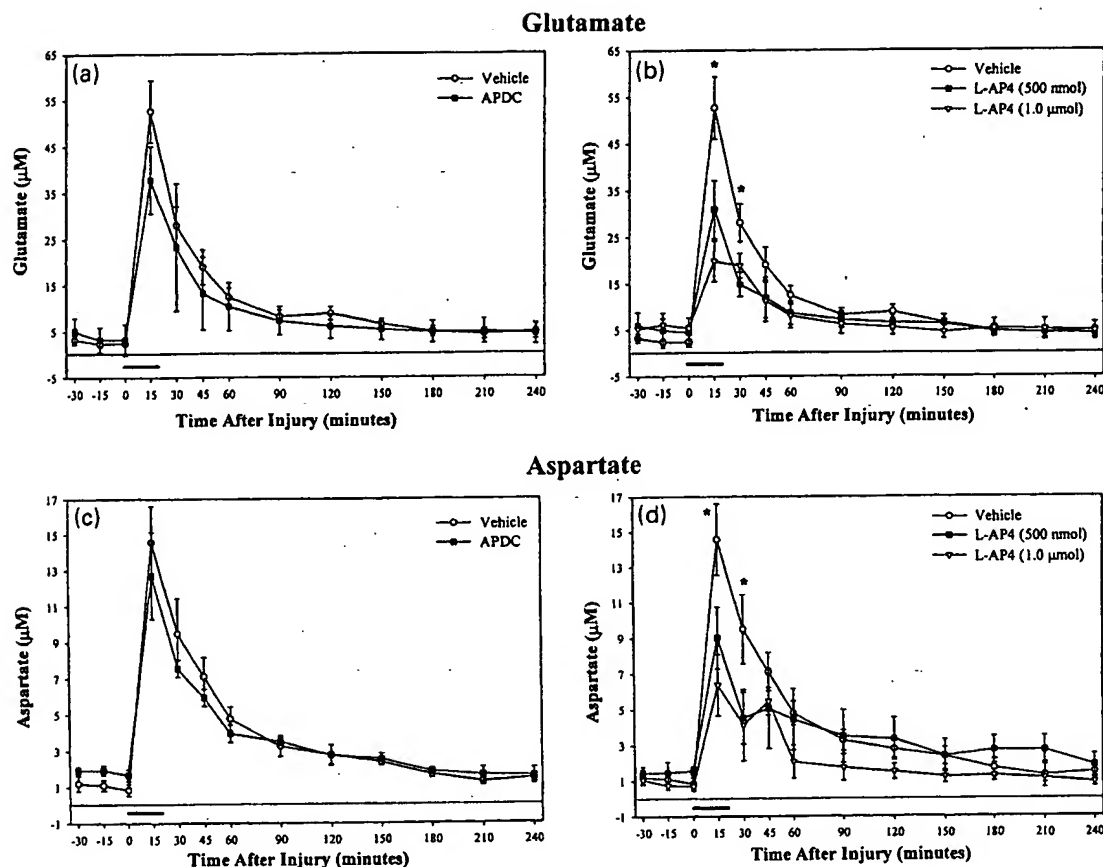 Glutamate
(a)
Vehicle
APDC
Glutamate (μM)
65
55
45
35
25
15
5
-5
-30 -15 0 15 30 45 60 90 120 150 180 210 240
Time After Injury (minutes)
(b)
*
*
Vehicle
L-AP4 (500 nmol)
L-AP4 (1.0 μmol)
Glutamate (μM)
65
55
45
35
25
15
5
-5
-30 -15 0 15 30 45 60 90 120 150 180 210 240
Time After Injury (minutes)
Aspartate
(c)
Vehicle
APDC
Aspartate (μM)
17
15
13
11
9
7
5
3
1
-1
-30 -15 0 15 30 45 60 90 120 150 180 210 240
Time After Injury (minutes)
(d)
*
*
Vehicle
L-AP4 (500 nmol)
L-AP4 (1.0 μmol)
Aspartate (μM)
17
15
13
11
9
7
5
3
1
-1
-30 -15 0 15 30 45 60 90 120 150 180 210 240
Time After Injury (minutes)